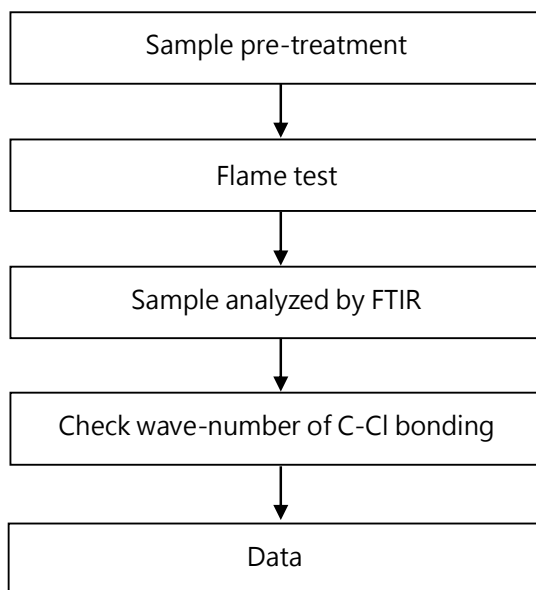 Sample pre-treatment
Flame test
Sample analyzed by FTIR
Check wave-number of C-Cl bonding
Data